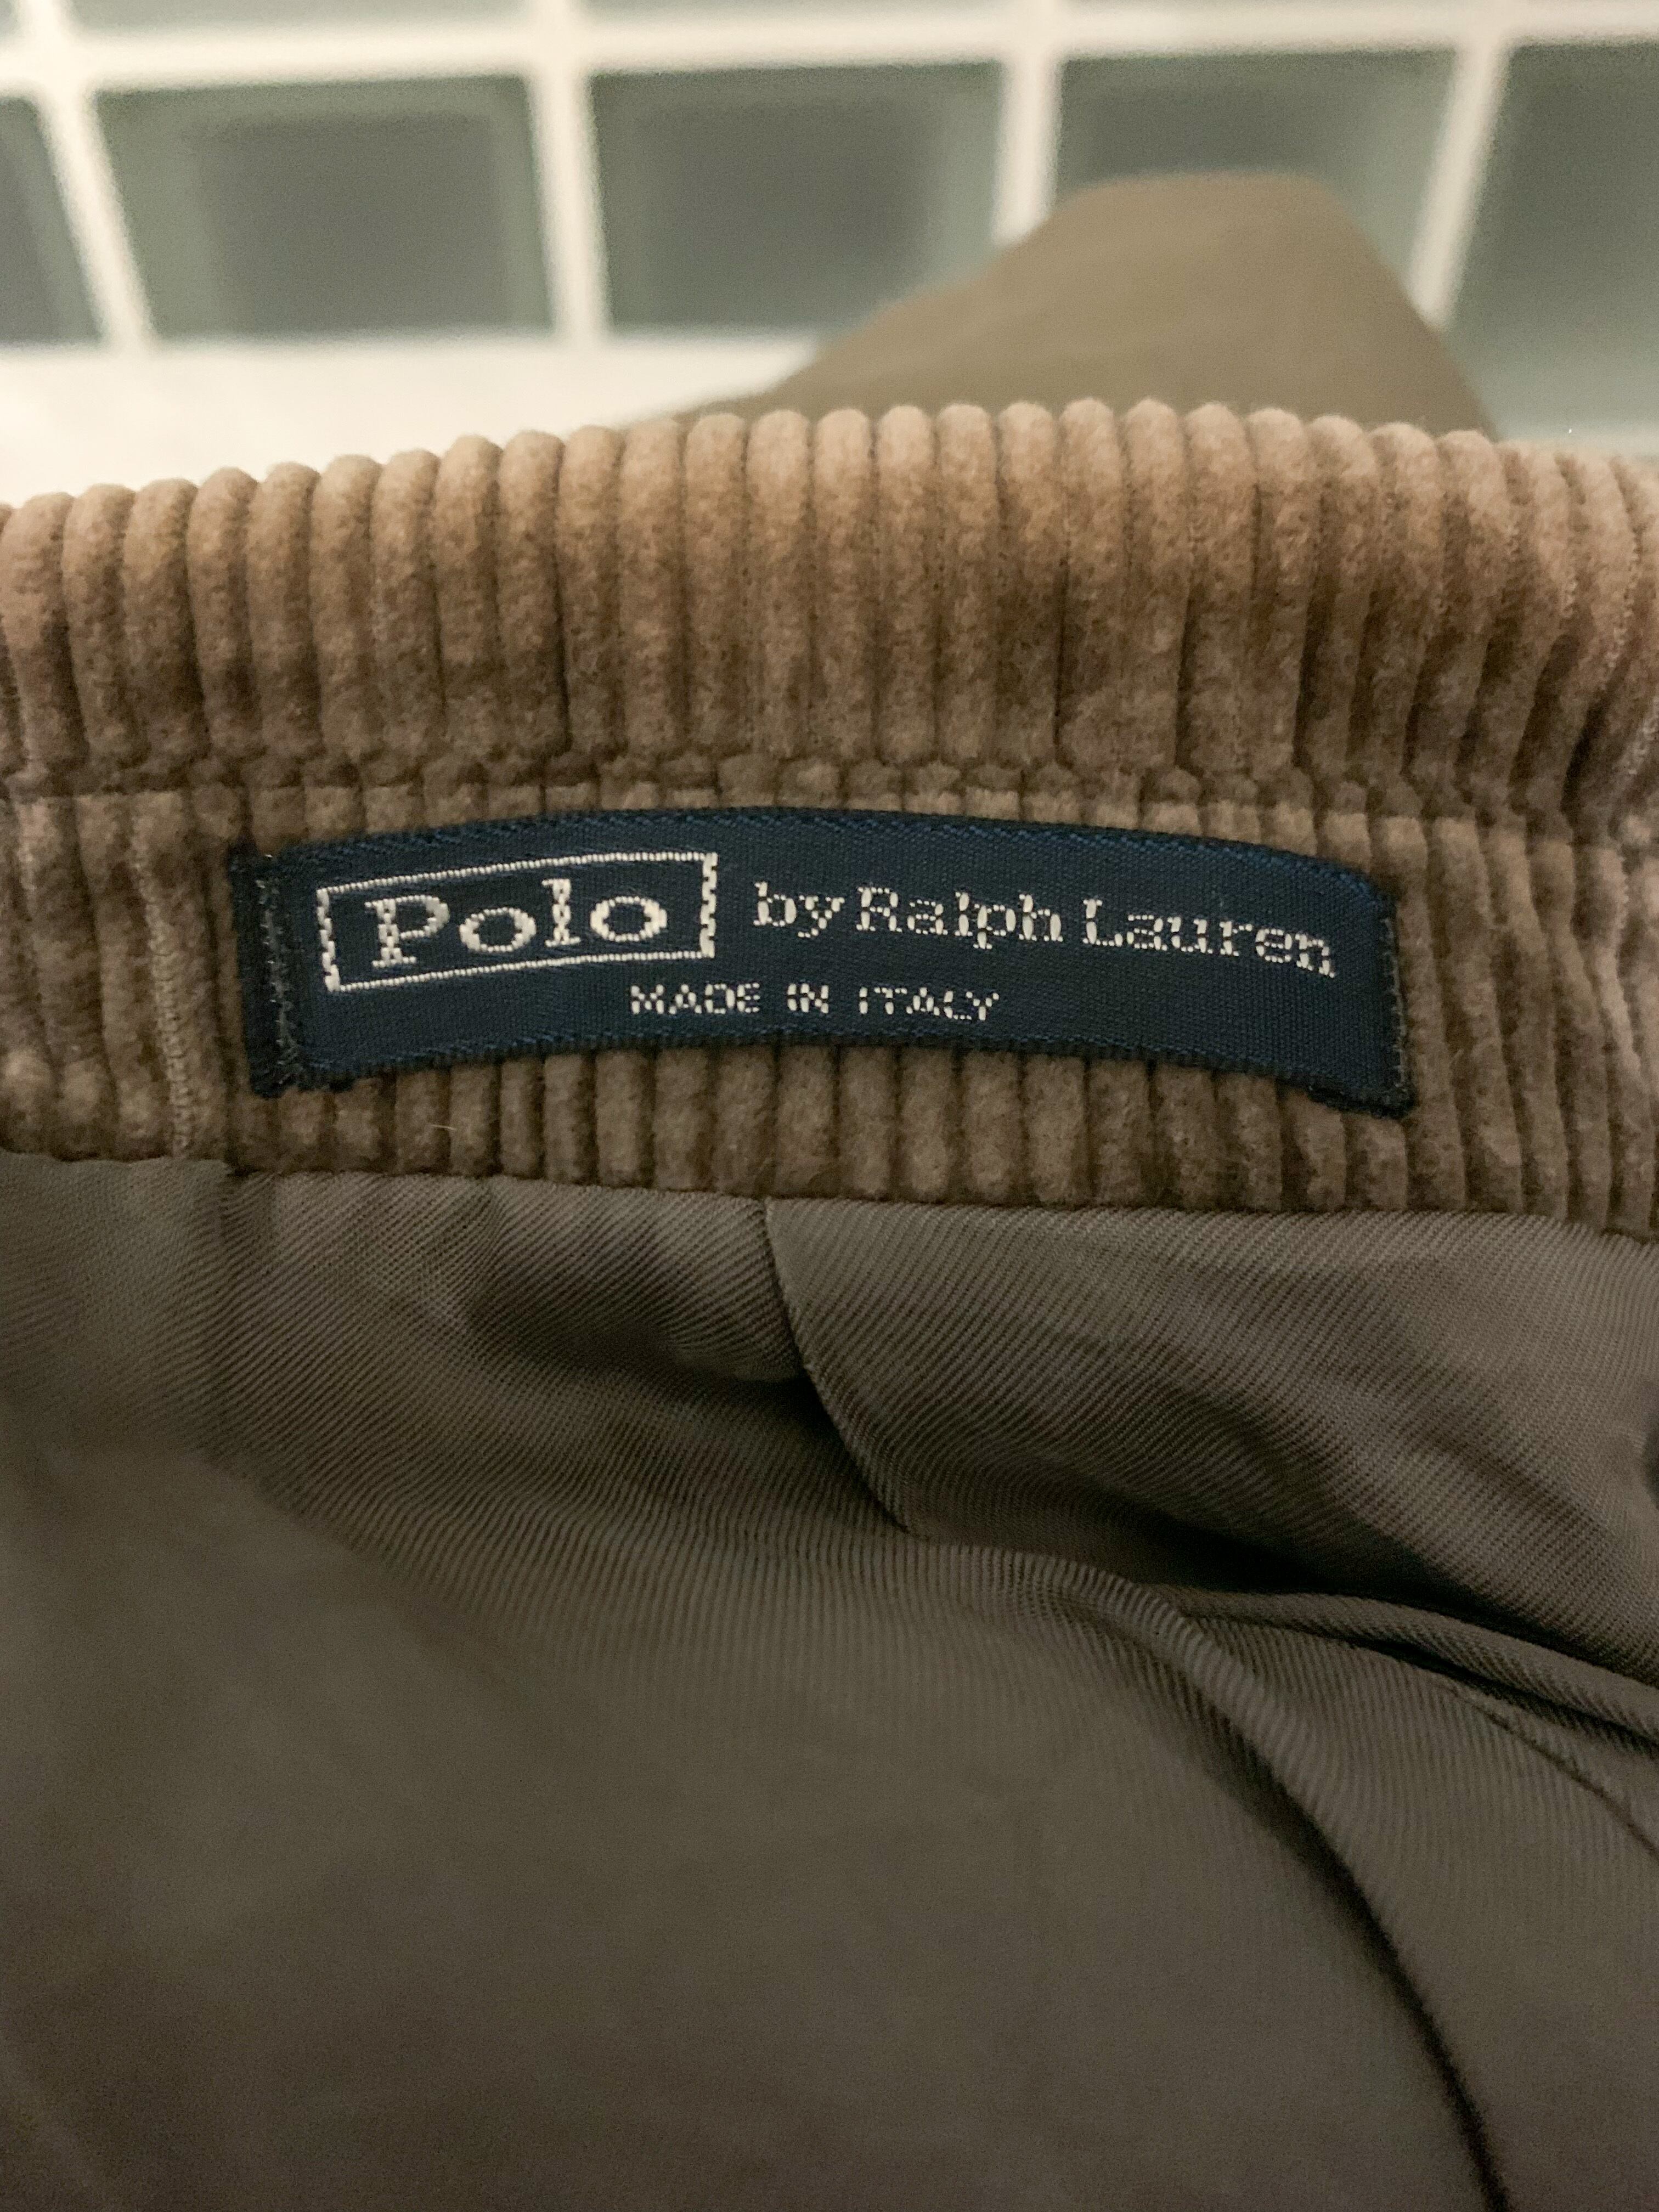 Polo by Ralph Lauren
MADE IN ITALY